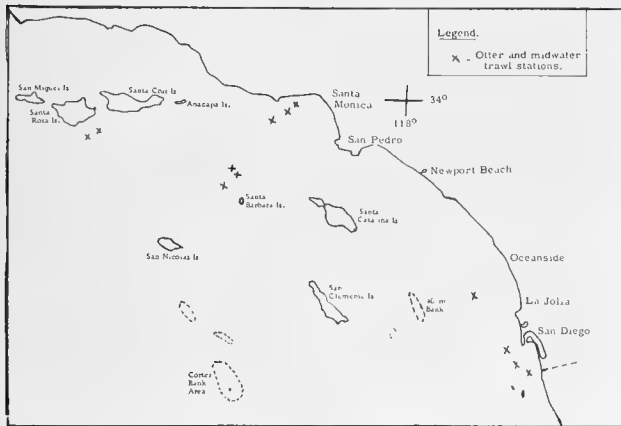 Legend.
x - Otter and midwater
trawl stations.
San Miguel Is
Santa
Rosa Is.
Santa Cruz Is
Anacapa Is.
Santa
Monica
34°
118°
San Pedro
Newport Beach
Santa
Barbara Is.
Santa
Catalina Is
San Nicolas Is
San
Clemente Is
Bank
Oceanside
La Jolla
San Diego
Cortez
Bank
Area